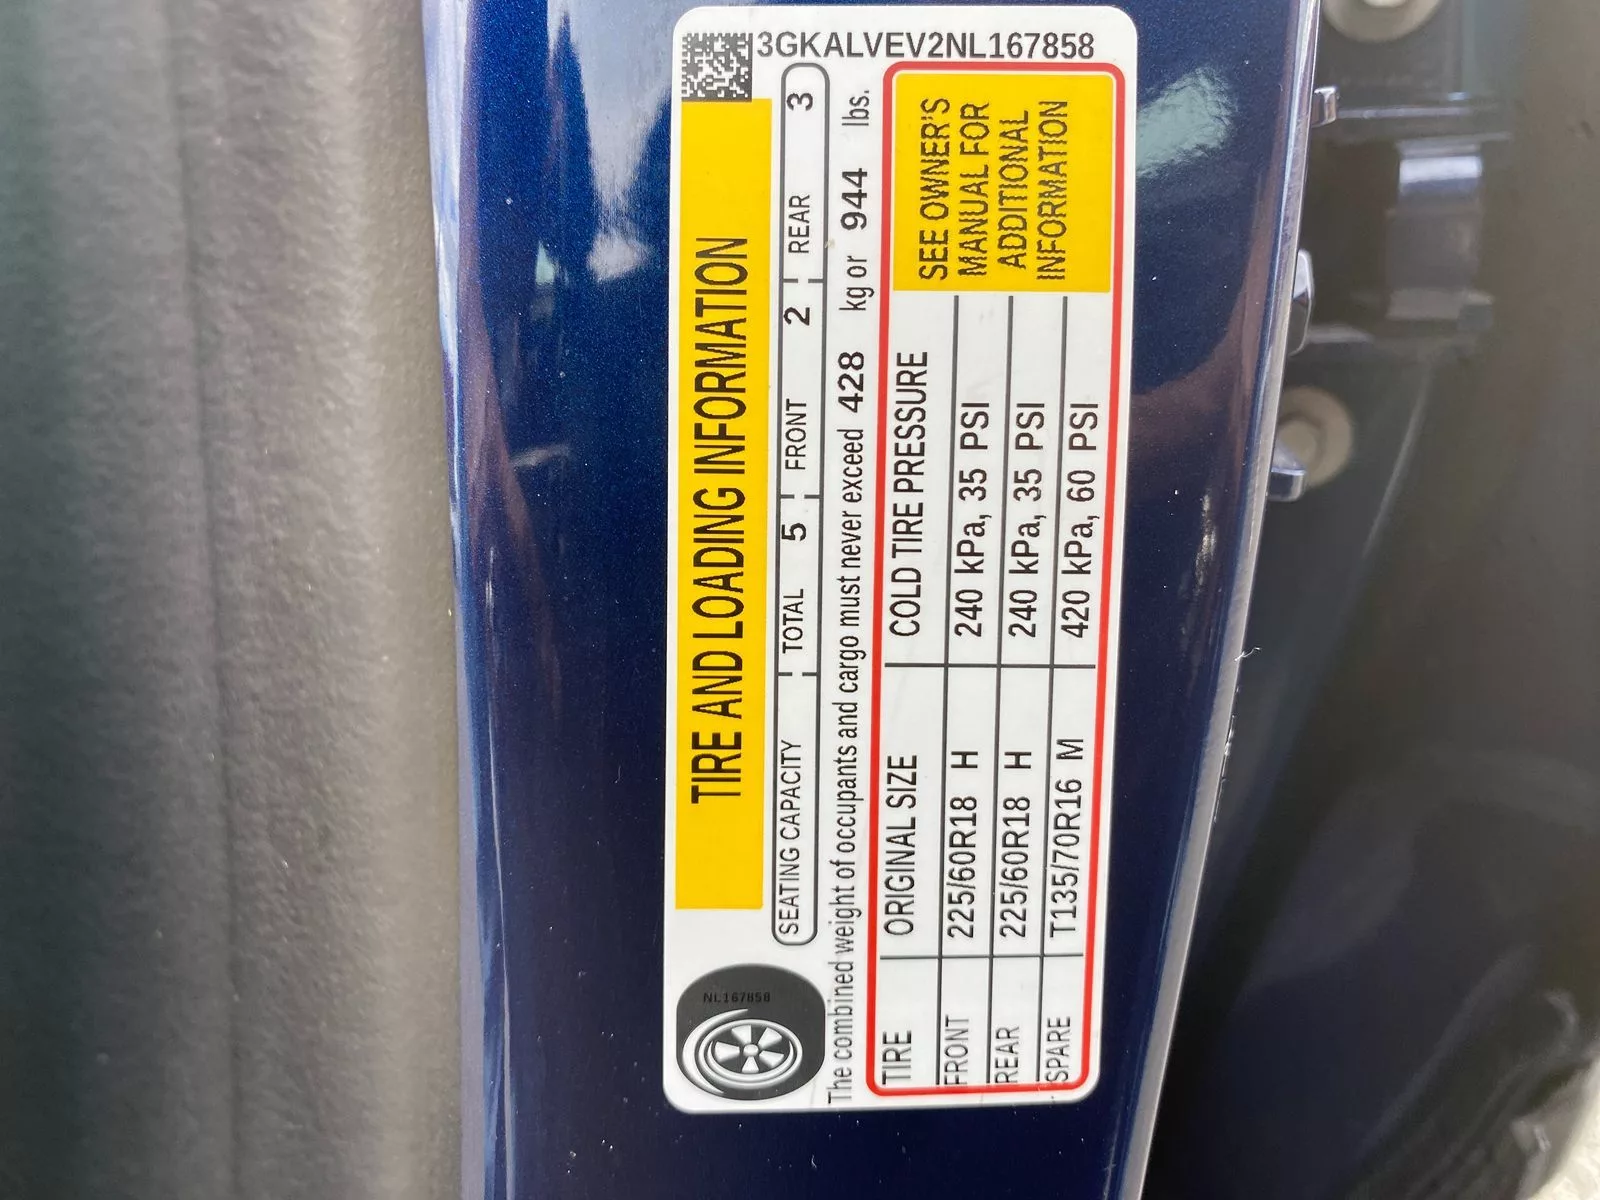 3GKALVEV2NL167858
TIRE AND LOADING INFORMATION
SEATING CAPACITY TOTAL 5 FRONT 2 REAR 3
The combined weight of occupants and cargo must never exceed 428 kg or 944 lbs.
TIRE ORIGINAL SIZE COLD TIRE PRESSURE
FRONT 225/60R18 H 240 kPa, 35 PSI
REAR 225/60R18 H 240 kPa, 35 PSI
SPARE T135/70R16 M 420 kPa, 60 PSI
SEE OWNER'S
MANUAL FOR
ADDITIONAL
INFORMATION
NL167858